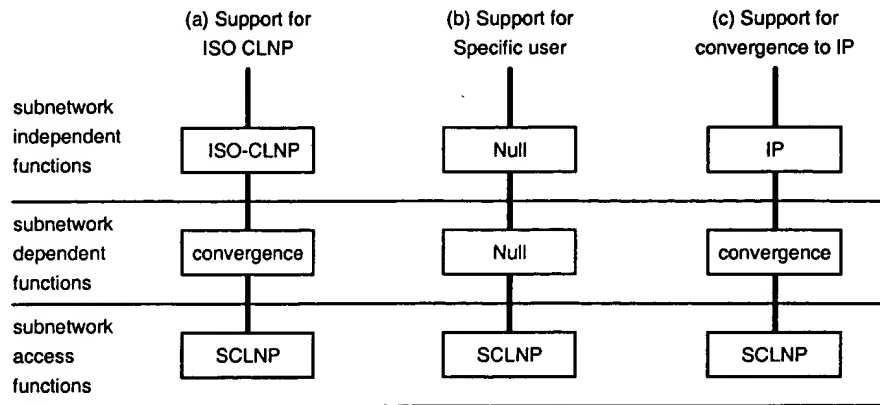 (a) Support for
ISO CLNP
(b) Support for
Specific user
(c) Support for
convergence to IP
subnetwork
independent
functions
ISO-CLNP
Null
IP
subnetwork
dependent
functions
convergence
Null
convergence
subnetwork
access
functions
SCLNP
SCLNP
SCLNP